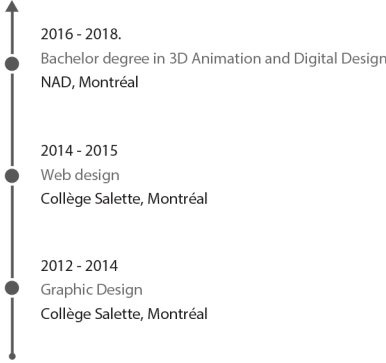 2016 - 2018.
Bachelor degree in 3D Animation and Digital Design
NAD, Montréal
2014 - 2015
Web design
Collège Salette, Montréal
2012 - 2014
Graphic Design
Collège Salette, Montréal